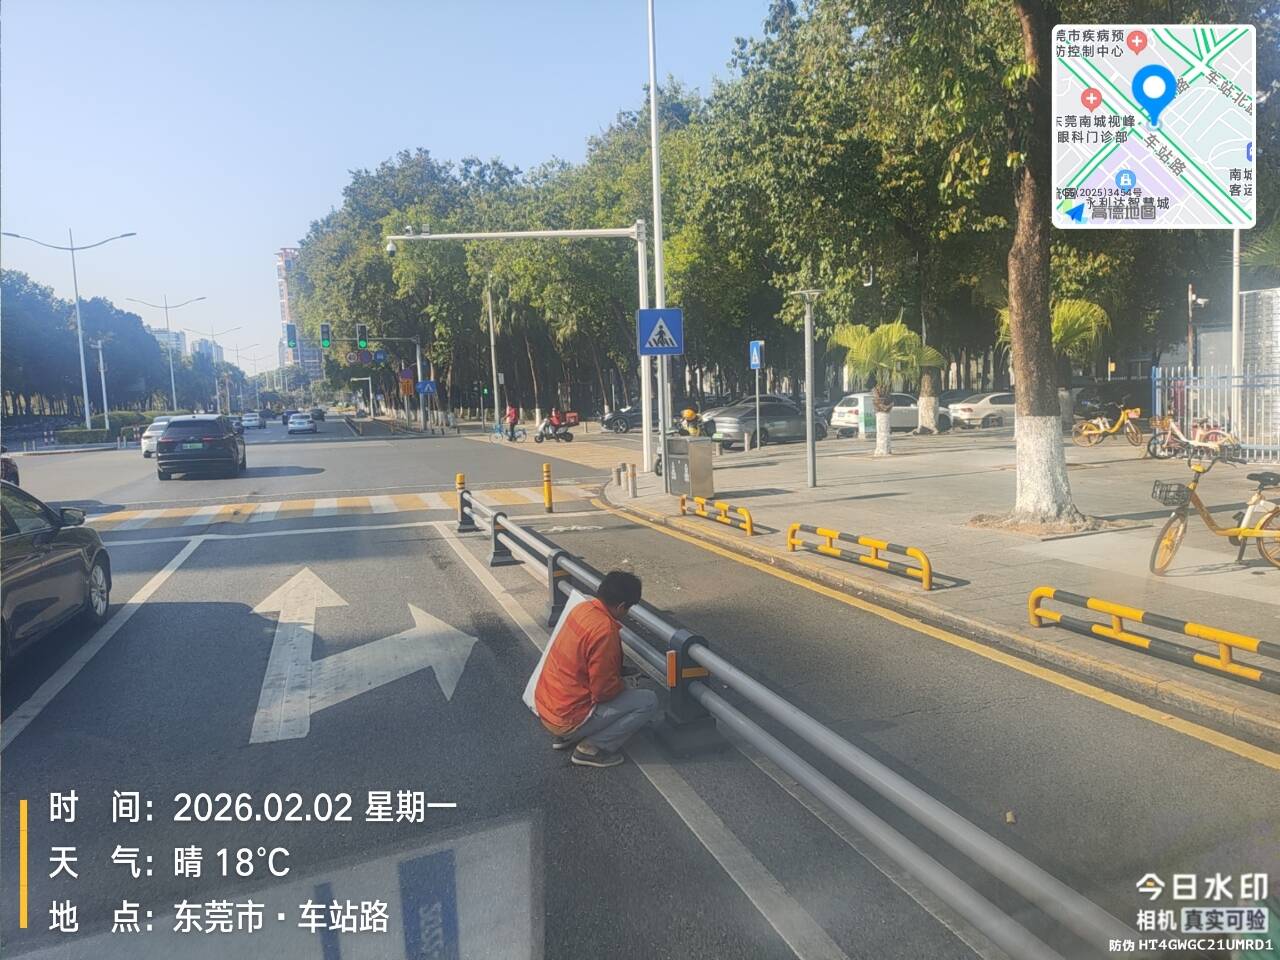 莞市疾病预
防控制中心
车站北路
路
东莞南城视峰
眼科门诊部
车站路
南城
客运
(2025)3454号
永利达智慧城
高德地图
时 间：2026.02.02 星期一
天 气：晴 18℃
地 点：东莞市·车站路
今日水印
相机 真实可验
防伪 HT4GWGC21UMRD1